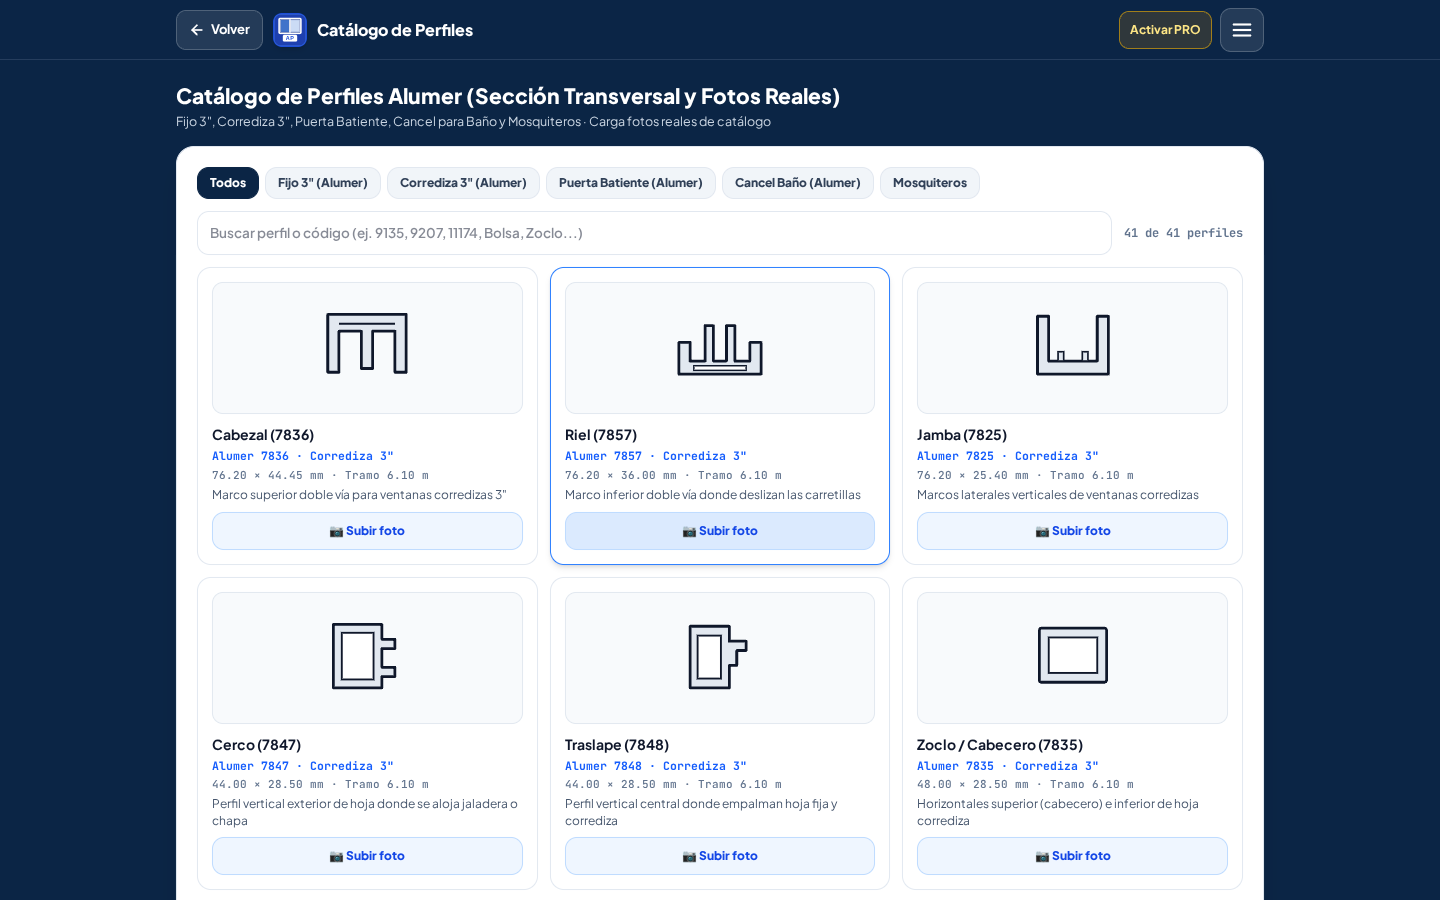 Volver
AP
Catálogo de Perfiles
Activar PRO
Catálogo de Perfiles Alumer (Sección Transversal y Fotos Reales)
Fijo 3", Corrediza 3", Puerta Batiente, Cancel para Baño y Mosquiteros · Carga fotos reales de catálogo
Todos
Fijo 3" (Alumer)
Corrediza 3" (Alumer)
Puerta Batiente (Alumer)
Cancel Baño (Alumer)
Mosquiteros
Buscar perfil o código (ej. 9135, 9207, 11174, Bolsa, Zoclo...)
41 de 41 perfiles
Cabezal (7836)
Alumer 7836 · Corrediza 3"
76.20 × 44.45 mm · Tramo 6.10 m
Marco superior doble vía para ventanas corredizas 3"
Subir foto
Riel (7857)
Alumer 7857 · Corrediza 3"
76.20 × 36.00 mm · Tramo 6.10 m
Marco inferior doble vía donde deslizan las carretillas
Subir foto
Jamba (7825)
Alumer 7825 · Corrediza 3"
76.20 × 25.40 mm · Tramo 6.10 m
Marcos laterales verticales de ventanas corredizas
Subir foto
Cerco (7847)
Alumer 7847 · Corrediza 3"
44.00 × 28.50 mm · Tramo 6.10 m
Perfil vertical exterior de hoja donde se aloja jaladera o
chapa
Subir foto
Traslape (7848)
Alumer 7848 · Corrediza 3"
44.00 × 28.50 mm · Tramo 6.10 m
Perfil vertical central donde empalman hoja fija y
corrediza
Subir foto
Zoclo / Cabecero (7835)
Alumer 7835 · Corrediza 3"
48.00 × 28.50 mm · Tramo 6.10 m
Horizontales superior (cabecero) e inferior de hoja
corrediza
Subir foto